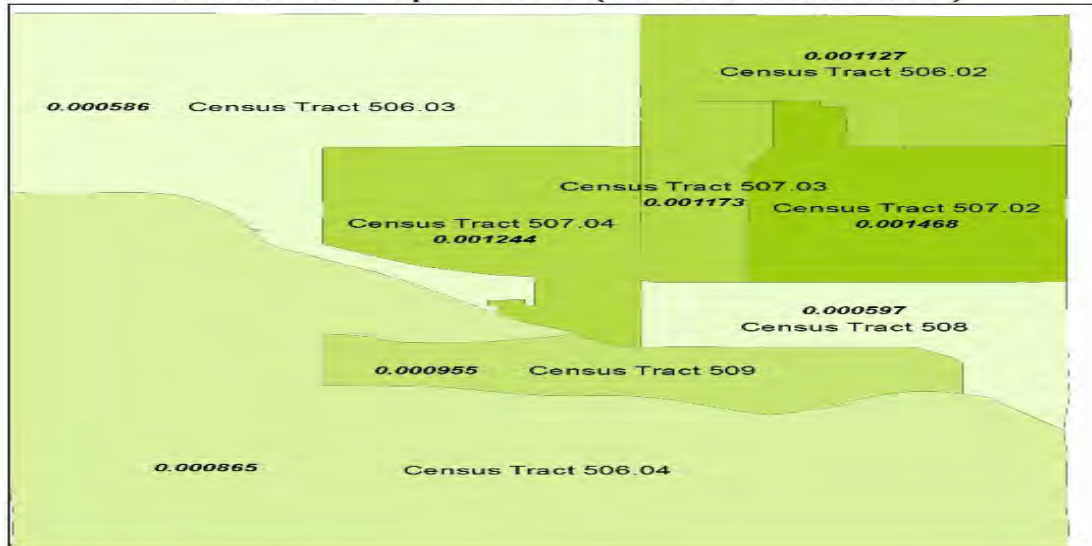 0.001127
Census Tract 506.02
0.000586 Census Tract 506.03
Census Tract 507.03
0.001173
Census Tract 507.02
0.001468
Census Tract 507.04
0.001244
0.000597
Census Tract 508
0.000955 Census Tract 509
0.000865 Census Tract 506.04